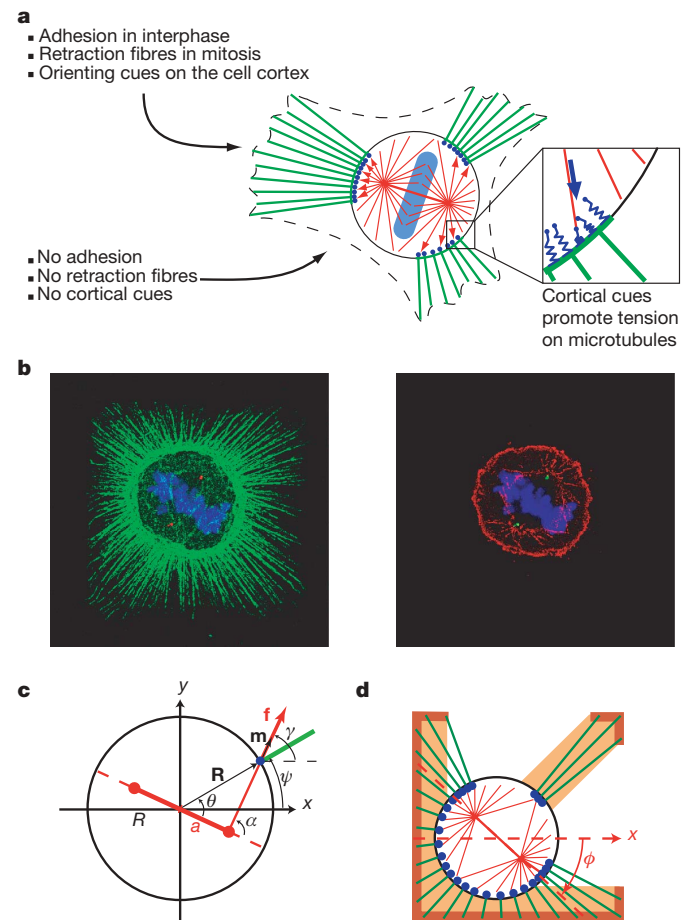 a
▪ Adhesion in interphase
▪ Retraction fibres in mitosis
▪ Orienting cues on the cell cortex
▪ No adhesion
▪ No retraction fibres
▪ No cortical cues
Cortical cues
promote tension
on microtubules
b
c
y
f
m
γ
R
ψ
θ
x
R
a
α
d
x
ϕ